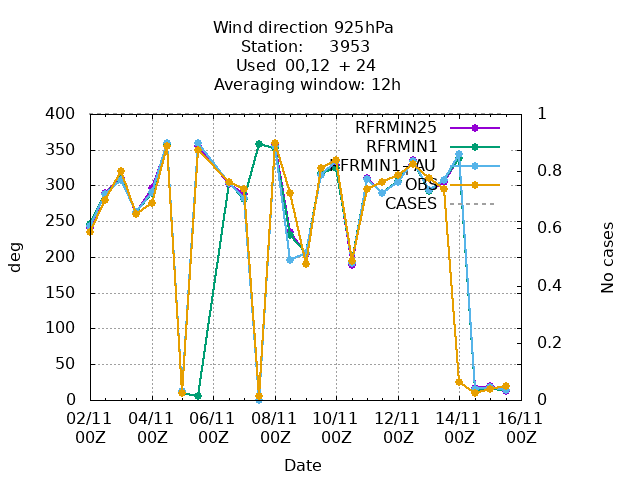 Wind direction 925hPa
Station: 3953
Used 00,12 + 24
Averaging window: 12h
400
350
300
250
200
150
100
50
0
deg
1
0.8
0.6
0.4
0.2
0
No cases
RFRMIN25
RFRMIN1
OBS
CASES
02/11 04/11 06/11 08/11 10/11 12/11 14/11 16/11
00Z 00Z 00Z 00Z 00Z 00Z 00Z 00Z
Date